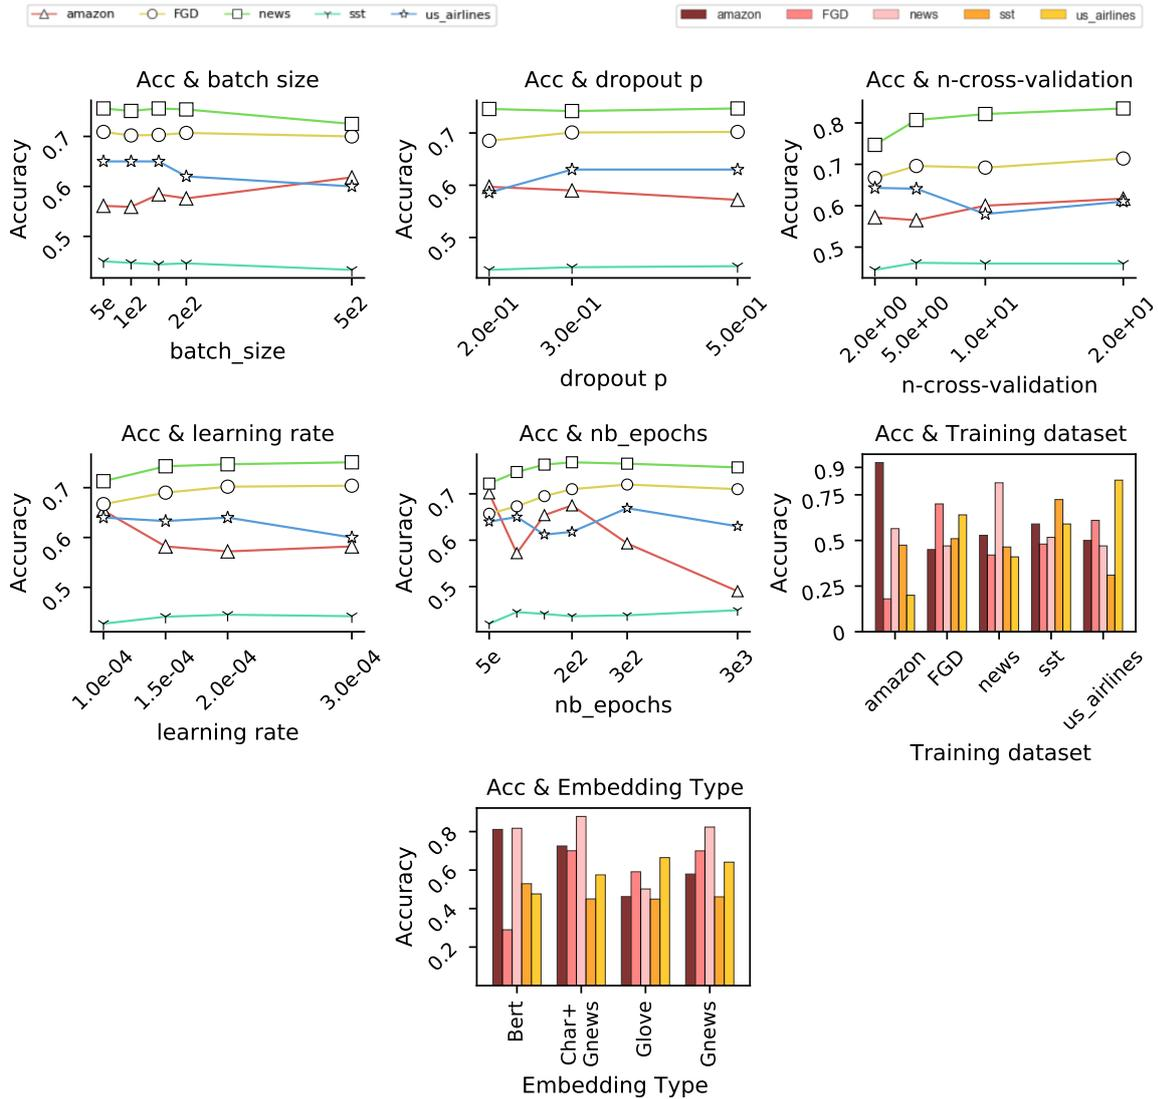 amazon FGD news sst us_airlines
amazon FGD news sst us_airlines
Acc & batch size
Accuracy
0.7
0.6
0.5
5e 1e2 2e2 5e2
batch_size
Acc & dropout p
Accuracy
0.7
0.6
0.5
2.0e-01 3.0e-01 5.0e-01
dropout p
Acc & n-cross-validation
Accuracy
0.8
0.7
0.6
0.5
2.0e+00 5.0e+00 1.0e+01 2.0e+01
n-cross-validation
Acc & learning rate
Accuracy
0.7
0.6
0.5
1.0e-04 1.5e-04 2.0e-04 3.0e-04
learning rate
Acc & nb_epochs
Accuracy
0.7
0.6
0.5
5e 2e2 3e2 3e3
nb_epochs
Acc & Training dataset
Accuracy
0.9
0.75
0.5
0.25
0
amazon FGD news sst us_airlines
Training dataset
Acc & Embedding Type
Accuracy
0.8
0.6
0.4
0.2
Bert
Char+
Gnews
Glove
Gnews
Embedding Type